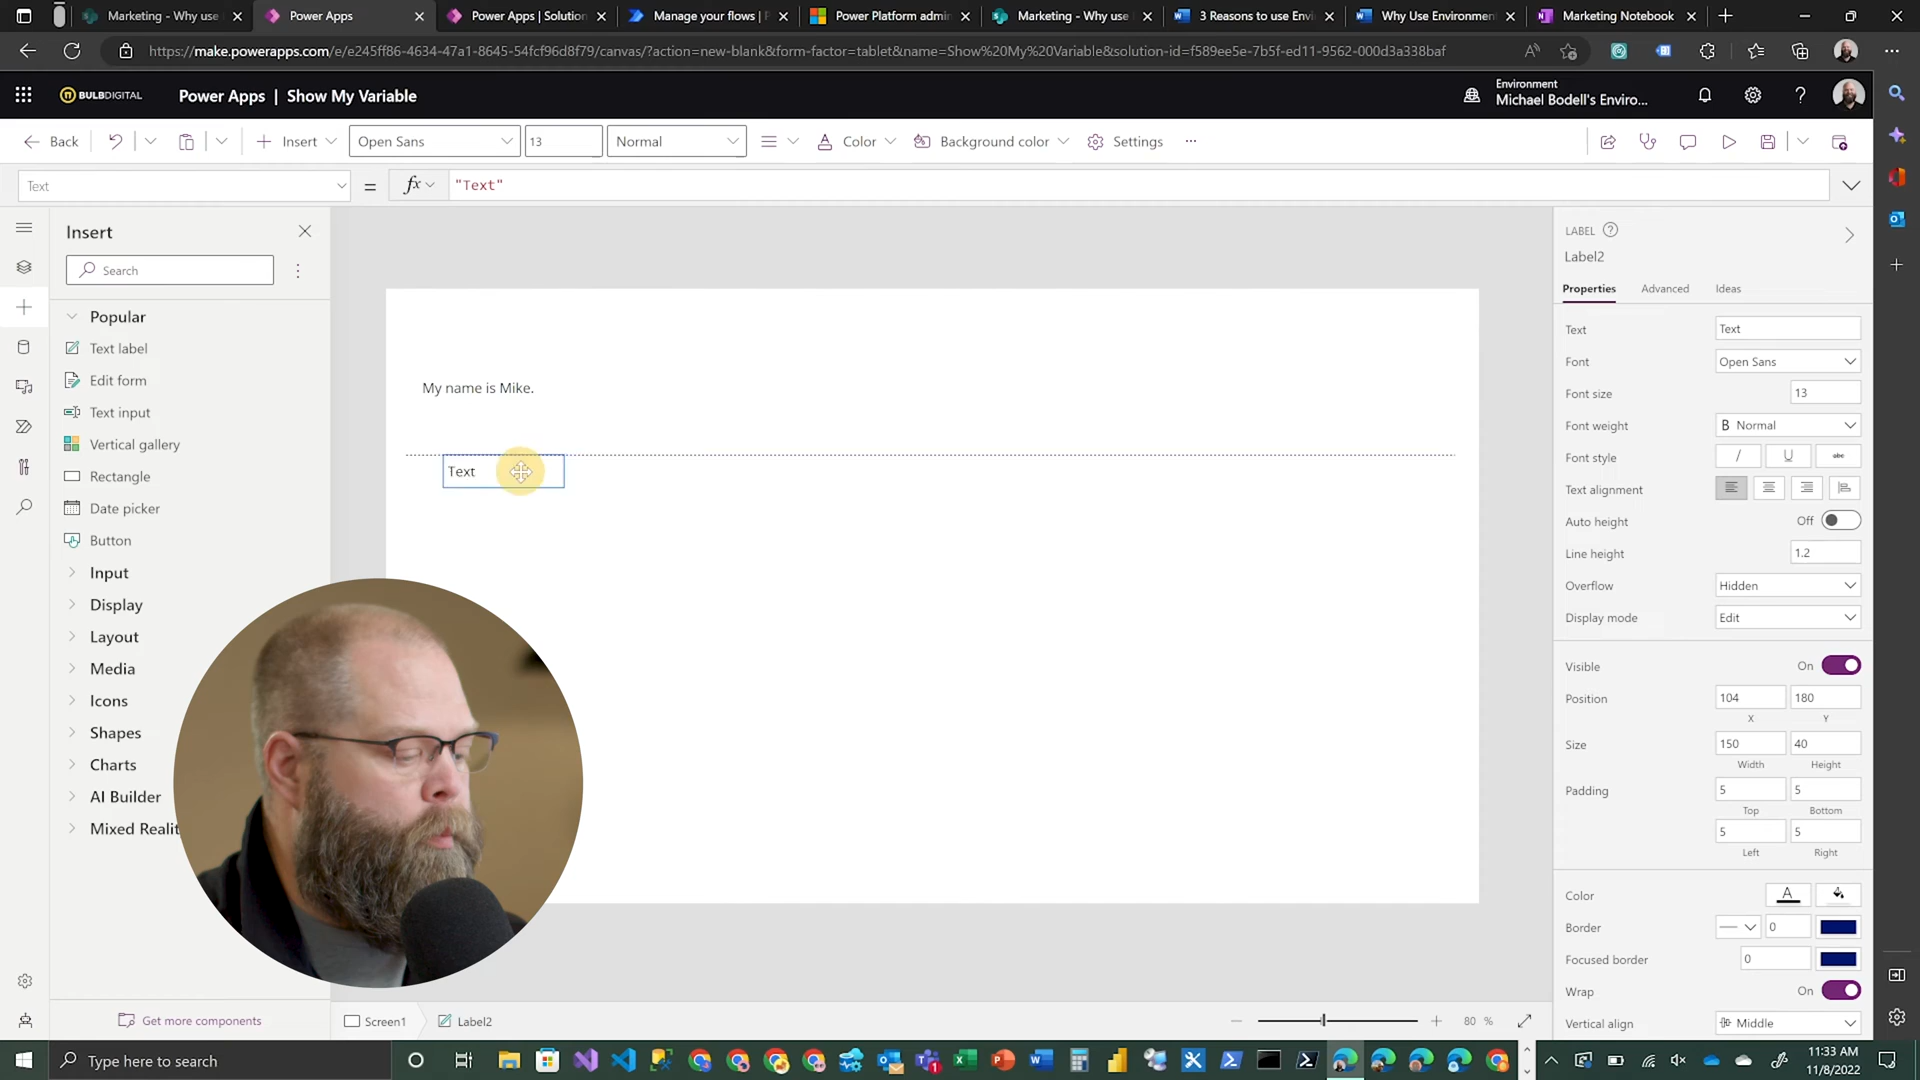 Marketing - Why use
Power Apps
Power Apps | Solution
Manage your flows | P
Power Platform admin
Marketing - Why use
3 Reasons to use Envi
Why Use Environmen
Marketing Notebook
https://make.powerapps.com/e/e245ff86-4634-47a1-8645-54fcf96d8f79/canvas/?action=new-blank&form-factor=tablet&name=Show%20My%20Variable&solution-id=f589ee5e-7b5f-ed11-9562-000d3a338baf
BULBDIGITAL
Power Apps | Show My Variable
Environment
Michael Bodell's Enviro...
Back
Insert
Open Sans
13
Normal
Color
Background color
Settings
Text
=
fx
"Text"
Insert
Search
Popular
Text label
Edit form
Text input
Vertical gallery
Rectangle
Date picker
Button
Input
Display
Layout
Media
Icons
Shapes
Charts
AI Builder
Mixed Realit
Get more components
My name is Mike.
Text
Screen1
Label2
80 %
LABEL
Label2
Properties
Advanced
Ideas
Text
Text
Font
Open Sans
Font size
13
Font weight
B Normal
Font style
/ U abc
Text alignment
Auto height
Off
Line height
1.2
Overflow
Hidden
Display mode
Edit
Visible
On
Position
104 180
X Y
Size
150 40
Width Height
Padding
5 5
Top Bottom
5 5
Left Right
Color
A
Border
0
Focused border
0
Wrap
On
Vertical align
Middle
Type here to search
1
11:33 AM
11/8/2022